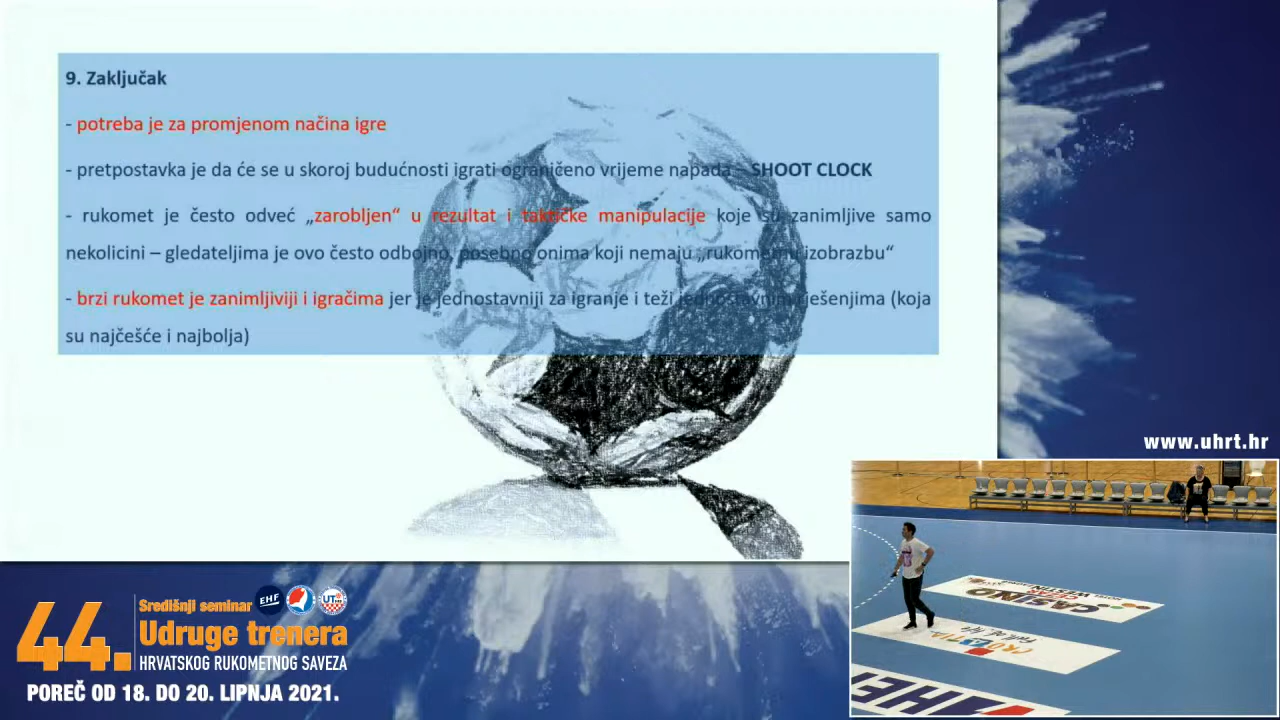 9. Zaključak
- potreba je za promjenom načina igre
- pretpostavka je da će se u skoroj budućnosti igrati ograničeno vrijeme napada – SHOOT CLOCK
- rukomet je često odveć „zarobljen“ u rezultat i taktičke manipulacije koje su zanimljive samo
nekolicini – gledateljima je ovo često odbojno, posebno onima koji nemaju „rukometnu izobrazbu“
- brzi rukomet je zanimljiviji i igračima jer je jednostavniji za igranje i teži jednostavnim rješenjima (koja
su najčešće i najbolja)
www.uhrt.hr
CASINO
CROATIA
44.
Središnji seminar
EHF
Udruge trenera
HRVATSKOG RUKOMETNOG SAVEZA
POREČ OD 18. DO 20. LIPNJA 2021.